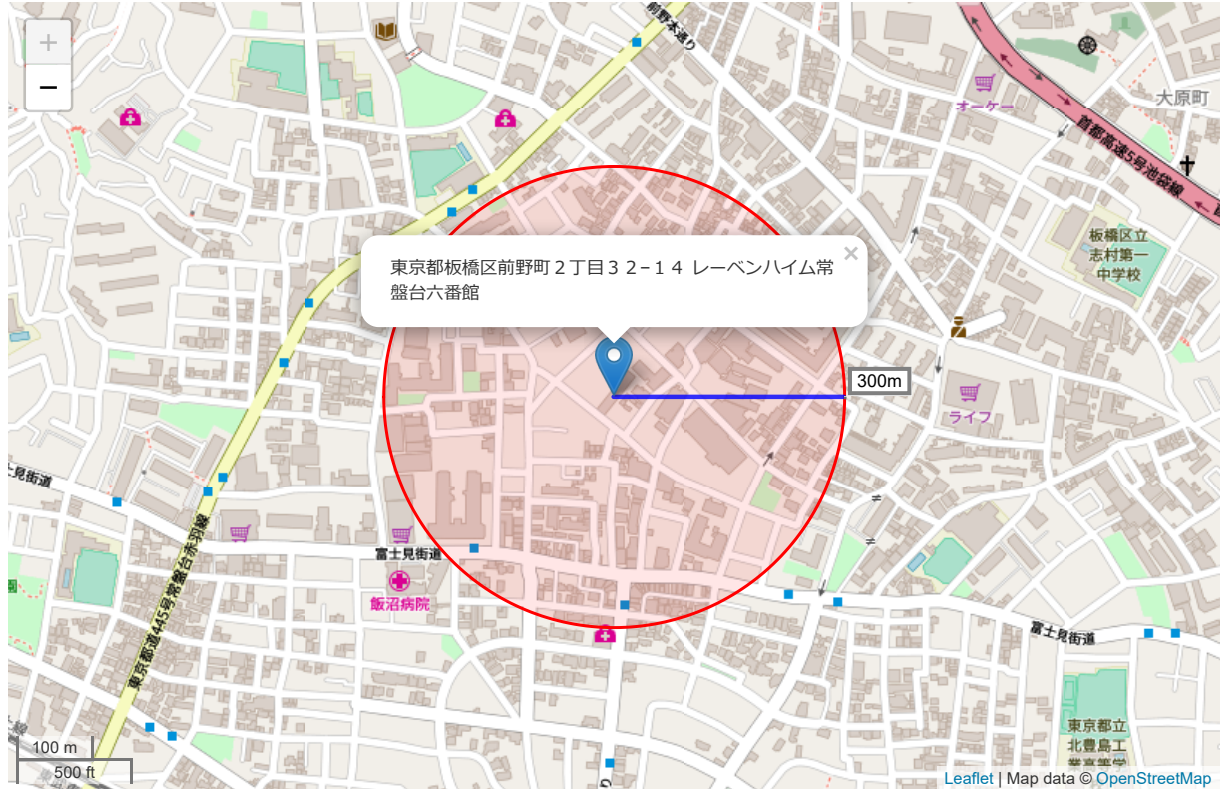 +
−
前野本通り
オーケー
大原町
首都高速5号池袋線
板橋区立
志村第一
中学校
東京都板橋区前野町２丁目３２−１４ レーベンハイム常
盤台六番館
×
300m
ライフ
士見街道
富士見街道
飯沼病院
東京都道445号常盤台赤羽線
富士見街道
東京都立
北豊島工
業高等学
100 m
500 ft
Leaflet | Map data © OpenStreetMap